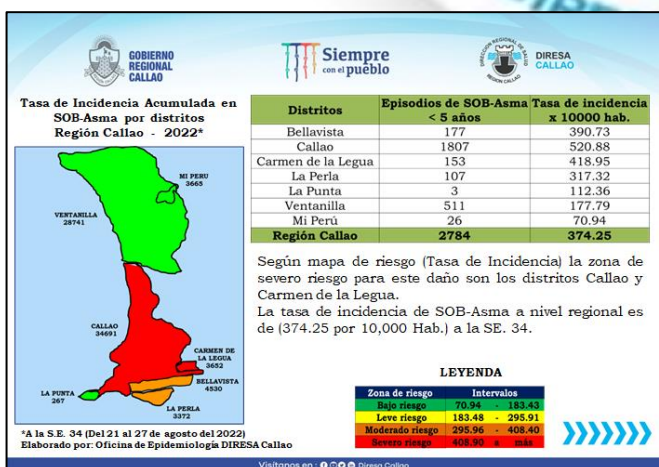 GOBIERNO
REGIONAL
CALLAO
Siempre
con el pueblo
DIRECCION REGIONAL DE SALUD
REGION CALLAO
DIRESA
CALLAO
Tasa de Incidencia Acumulada en
SOB-Asma por distritos
Región Callao - 2022*
MI PERU
3665
VENTANILLA
28741
CALLAO
34691
CARMEN DE
LA LEGUA
3652
BELLAVISTA
4530
LA PUNTA
267
LA PERLA
3372
*A la S.E. 34 (Del 21 al 27 de agosto del 2022)
Elaborado por: Oficina de Epidemiología DIRESA Callao
Distritos Episodios de SOB-Asma < 5 años Tasa de incidencia x 10000 hab.
Bellavista 177 390.73
Callao 1807 520.88
Carmen de la Legua 153 418.95
La Perla 107 317.32
La Punta 3 112.36
Ventanilla 511 177.79
Mi Perú 26 70.94
Región Callao 2784 374.25
Según mapa de riesgo (Tasa de Incidencia) la zona de
severo riesgo para este daño son los distritos Callao y
Carmen de la Legua.
La tasa de incidencia de SOB-Asma a nivel regional es
de (374.25 por 10,000 Hab.) a la SE. 34.
LEYENDA
Zona de riesgo Intervalos
Bajo riesgo 70.94 - 183.43
Leve riesgo 183.48 - 295.91
Moderado riesgo 295.96 - 408.40
Severo riesgo 408.90 a más
Visítanos en : Diresa Callao